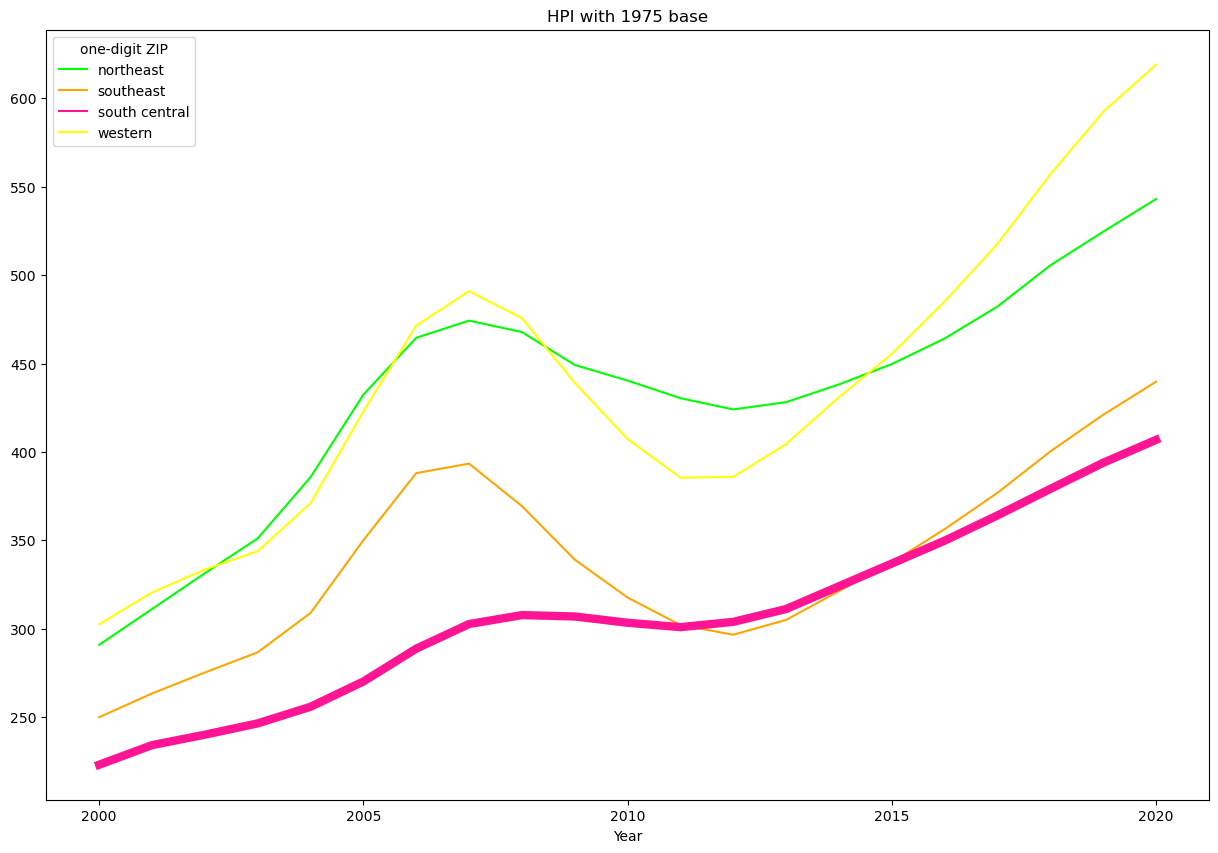 HPI with 1975 base
one-digit ZIP
northeast
southeast
south central
western
600
550
500
450
400
350
300
250
2000 2005 2010 2015 2020
Year